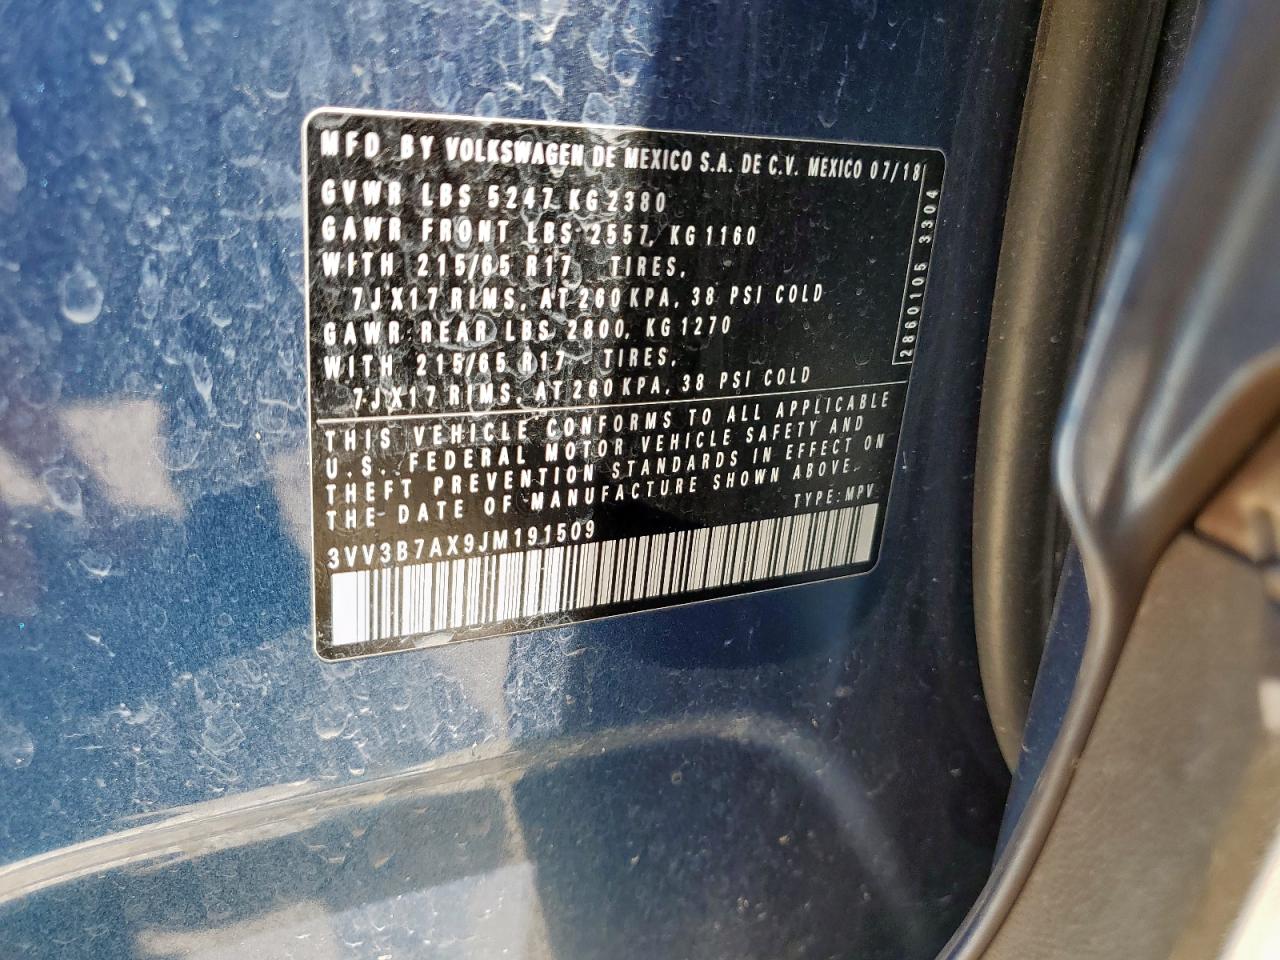 MFD BY VOLKSWAGEN DE MEXICO S.A. DE C.V. MEXICO 07/18
GVWR LBS 5247 KG 2380
GAWR FRONT LBS 2557, KG 1160
WITH 215/65 R17 TIRES,
7JX17 RIMS, AT 260 KPA, 38 PSI COLD
GAWR REAR LBS 2800, KG 1270
WITH 215/65 R17 TIRES,
7JX17 RIMS, AT 260 KPA, 38 PSI COLD
2860105 3304
THIS VEHICLE CONFORMS TO ALL APPLICABLE
U.S. FEDERAL MOTOR VEHICLE SAFETY AND
THEFT PREVENTION STANDARDS IN EFFECT ON
THE DATE OF MANUFACTURE SHOWN ABOVE.
TYPE: MPV
3VV3B7AX9JM191509